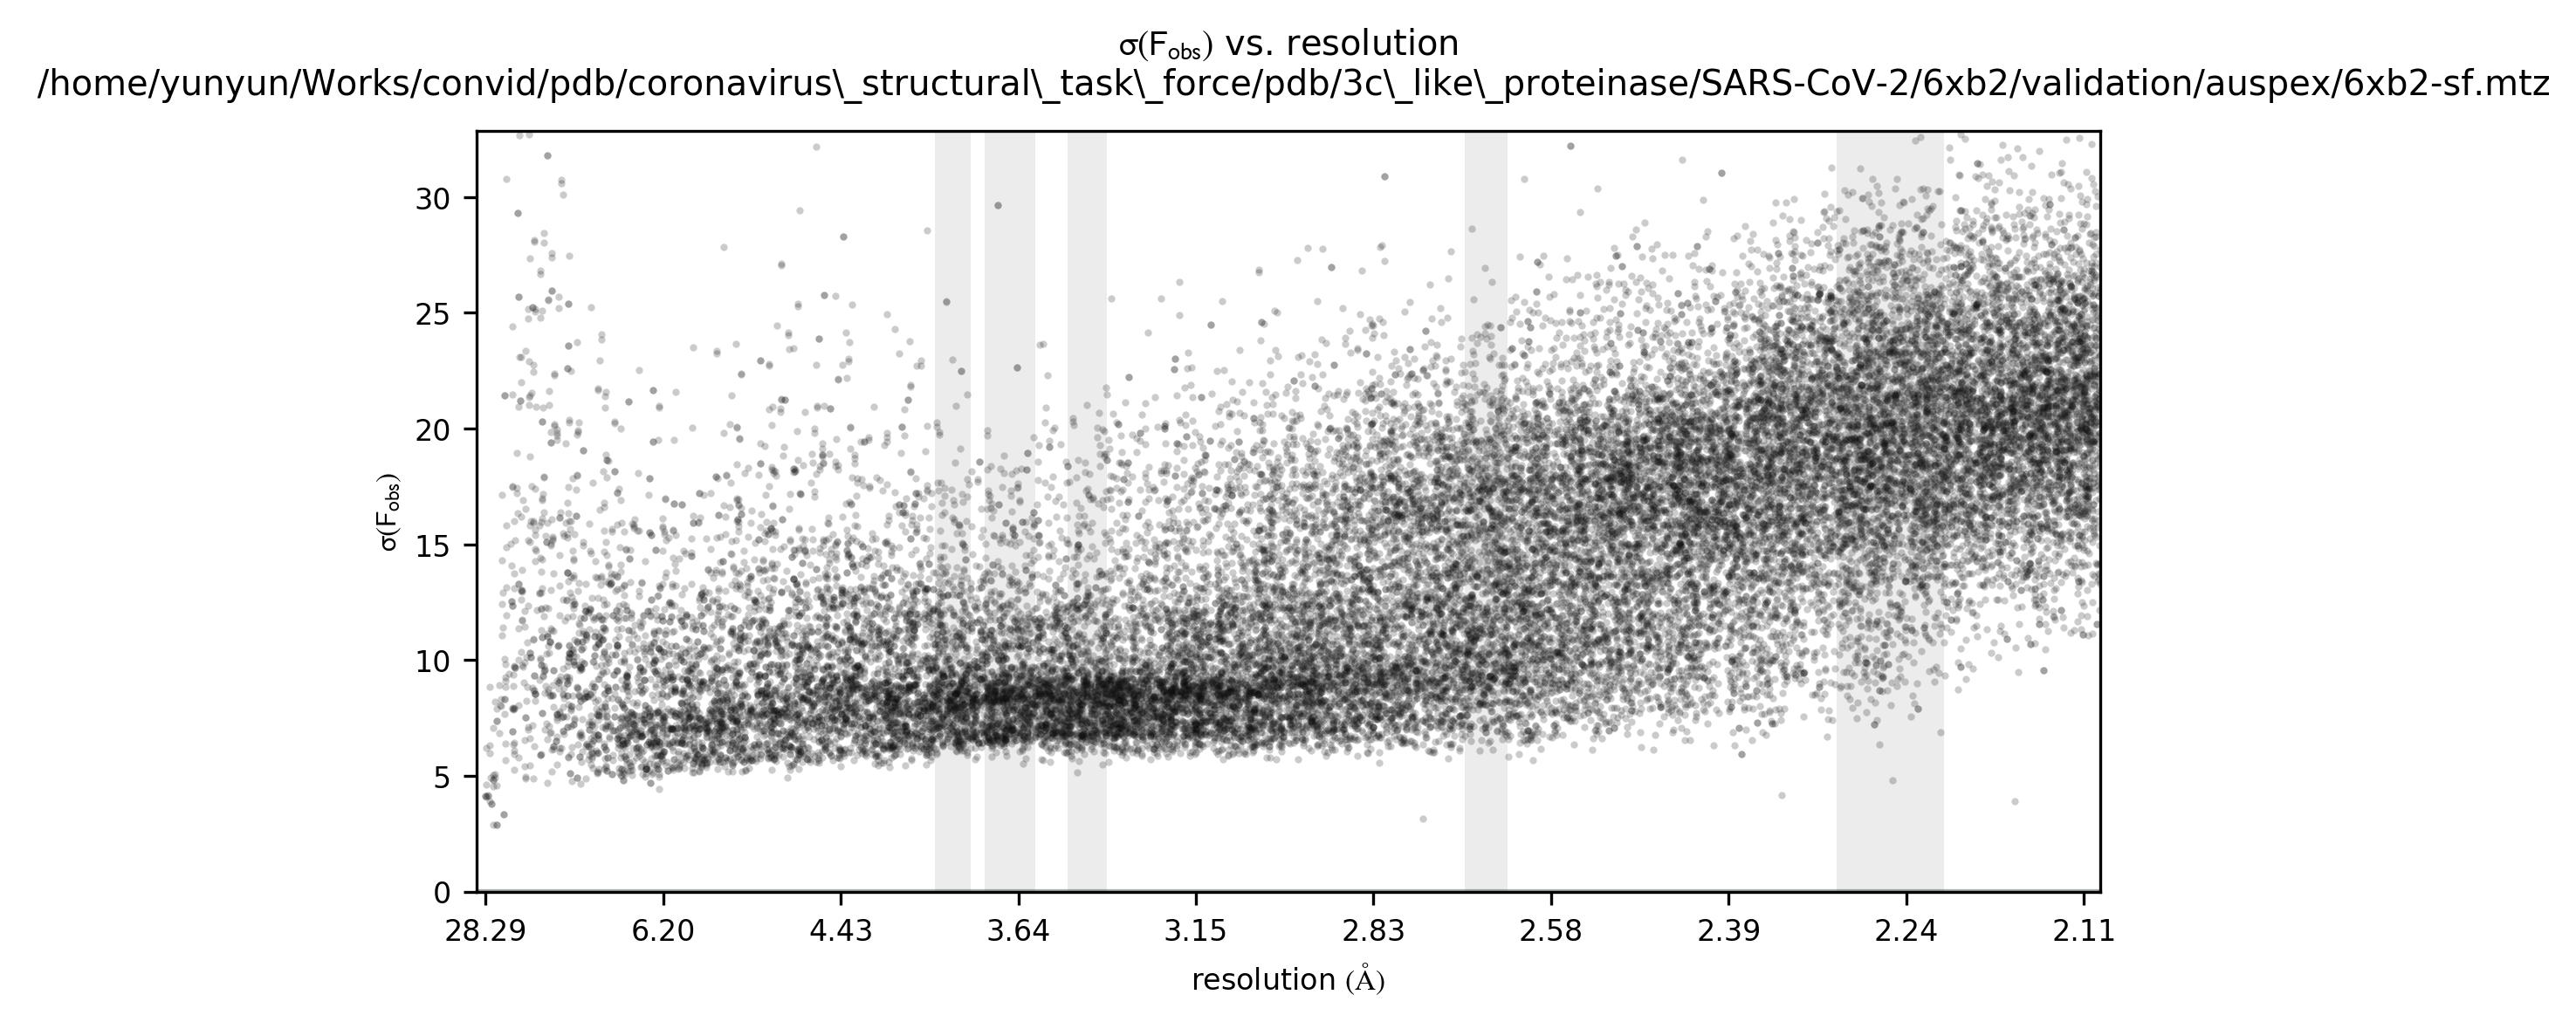 σ(Fobs) vs. resolution
/home/yunyun/Works/convid/pdb/coronavirus\_structural\_task\_force/pdb/3c\_like\_proteinase/SARS-CoV-2/6xb2/validation/auspex/6xb2-sf.mtz
σ(Fobs)
30
25
20
15
10
5
0
28.29 6.20 4.43 3.64 3.15 2.83 2.58 2.39 2.24 2.11
resolution (Å)